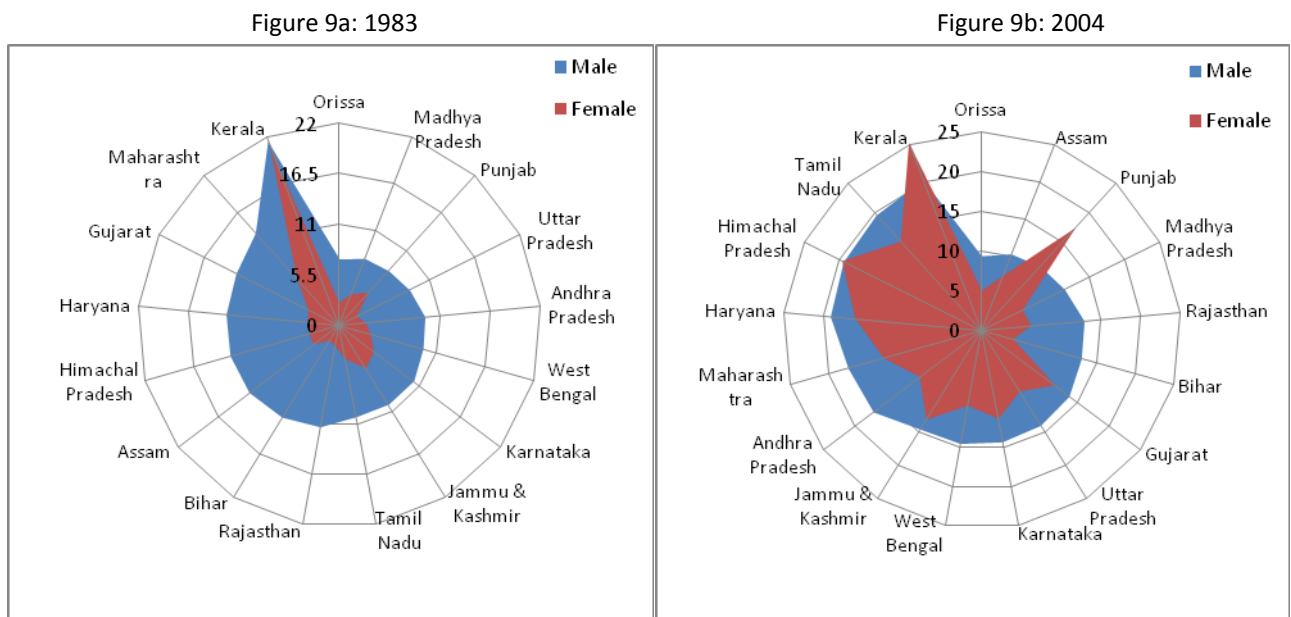 Figure 9a: 1983
Male
Female
Orissa
Madhya
Pradesh
Punjab
Uttar
Pradesh
Andhra
Pradesh
West
Bengal
Karnataka
Jammu &
Kashmir
Tamil
Nadu
Rajasthan
Bihar
Assam
Himachal
Pradesh
Haryana
Gujarat
Maharasht
ra
Kerala
22
16.5
11
5.5
0
Figure 9b: 2004
Male
Female
Orissa
Assam
Punjab
Madhya
Pradesh
Rajasthan
Bihar
Gujarat
Uttar
Pradesh
Karnataka
West
Bengal
Jammu &
Kashmir
Andhra
Pradesh
Maharash
tra
Haryana
Himachal
Pradesh
Tamil
Nadu
Kerala
25
20
15
10
5
0